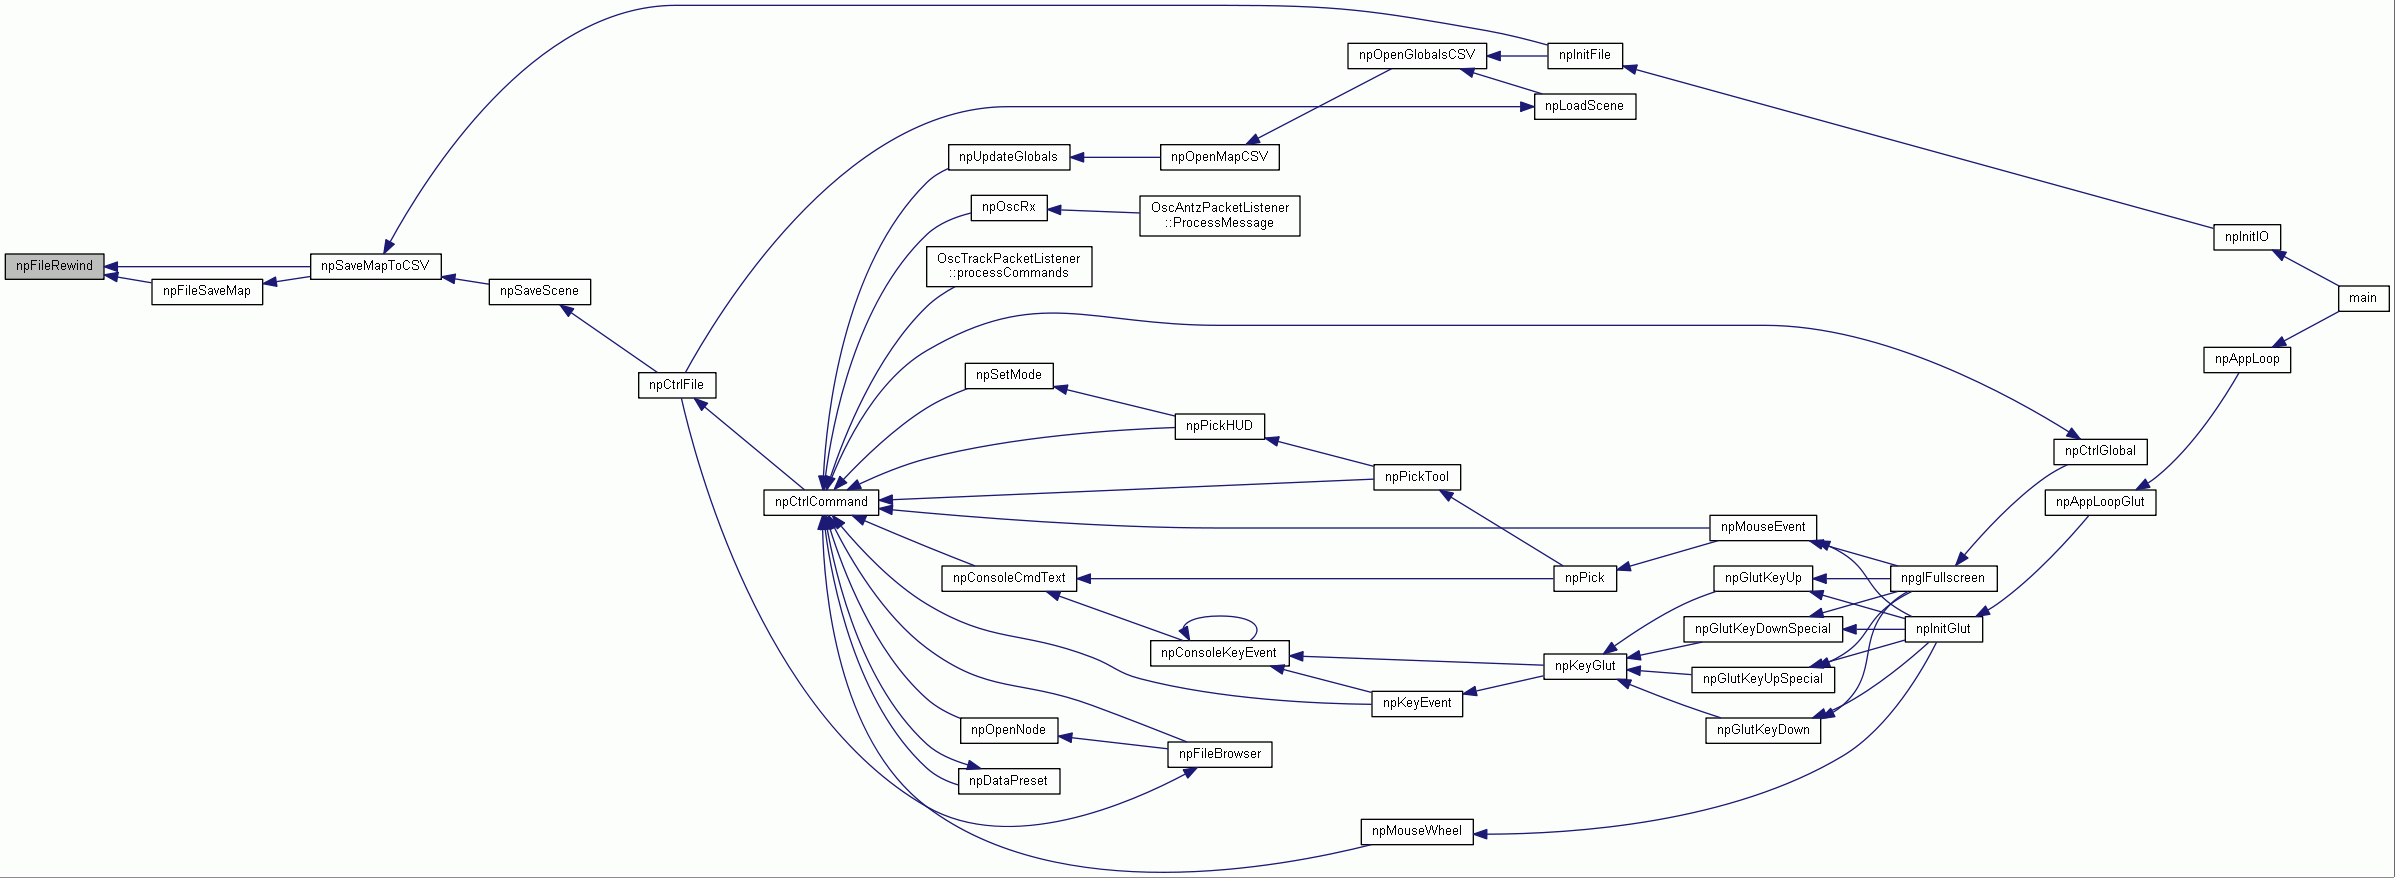 npFileRewind
npSaveMapToCSV
npFileSaveMap
npSaveScene
npCtrlFile
npCtrlCommand
npUpdateGlobals
npOscRx
OscTrackPacketListener
::processCommands
npSetMode
npConsoleCmdText
npOpenNode
npDataPreset
npOpenMapCSV
OscAntzPacketListener
::ProcessMessage
npPickHUD
npConsoleKeyEvent
npFileBrowser
npOpenGlobalsCSV
npPickTool
npKeyEvent
npMouseWheel
npInitFile
npLoadScene
npPick
npKeyGlut
npMouseEvent
npGlutKeyUp
npGlutKeyDownSpecial
npGlutKeyUpSpecial
npGlutKeyDown
npglFullscreen
npInitGlut
npCtrlGlobal
npAppLoopGlut
npInitIO
npAppLoop
main